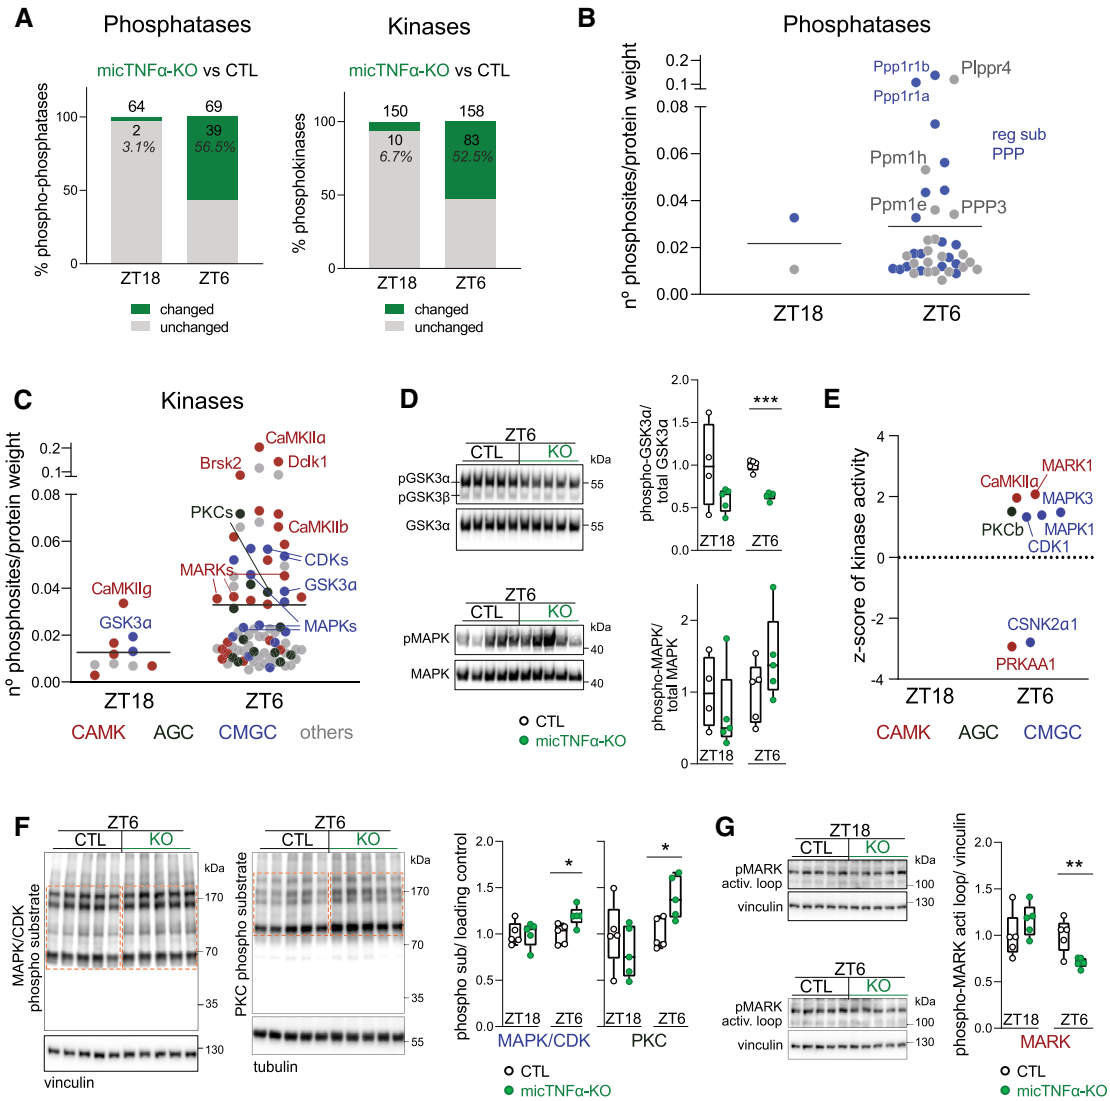 A
Phosphatases
micTNFα-KO vs CTL
% phospho-phosphatases
100
50
0
64
2
3.1%
69
39
56.5%
ZT18
ZT6
changed
unchanged
Kinases
micTNFα-KO vs CTL
% phosphokinases
100
50
0
150
10
6.7%
158
83
52.5%
ZT18
ZT6
changed
unchanged
B
Phosphatases
nº phosphosites/protein weight
0.2
0.1
0.08
0.06
0.04
0.02
0.00
Ppp1r1b
Plppr4
Ppp1r1a
reg sub
PPP
Ppm1h
Ppm1e
PPP3
ZT18
ZT6
C
Kinases
nº phosphosites/protein weight
0.2
0.1
0.08
0.06
0.04
0.02
0.00
CaMKIIa
Brsk2
Dclk1
PKCs
CaMKIIb
CDKs
MARKs
GSK3a
CaMKIIg
GSK3a
MAPKs
ZT18
ZT6
CAMK
AGC
CMGC
others
D
ZT6
CTL
KO
kDa
pGSK3α
55
pGSK3β
GSK3α
55
ZT6
CTL
KO
kDa
pMAPK
40
MAPK
40
CTL
micTNFα-KO
phospho-GSK3α/
total GSK3α
2.0
1.5
1.0
0.5
0.0
***
ZT18
ZT6
phospho-MAPK/
total MAPK
2
1
0
ZT18
ZT6
E
z-score of kinase activity
4
2
0
-2
-4
MARK1
CaMKIIa
MAPK3
PKCb
MAPK1
CDK1
CSNK2a1
PRKAA1
ZT18
ZT6
CAMK
AGC
CMGC
F
ZT6
CTL
KO
kDa
MAPK/CDK
phospho substrate
170
70
35
130
vinculin
ZT6
CTL
KO
kDa
PKC phospho substrate
170
70
35
55
tubulin
phospho sub/ loading control
2.0
1.5
1.0
0.5
0.0
*
*
ZT18
ZT6
ZT18
ZT6
MAPK/CDK
PKC
CTL
micTNFα-KO
G
ZT18
CTL
KO
kDa
pMARK
activ. loop
100
130
vinculin
ZT6
CTL
KO
kDa
pMARK
activ. loop
100
130
vinculin
phospho-MARK acti loop/ vinculin
2.0
1.5
1.0
0.5
0.0
**
ZT18
ZT6
MARK
CTL
micTNFα-KO